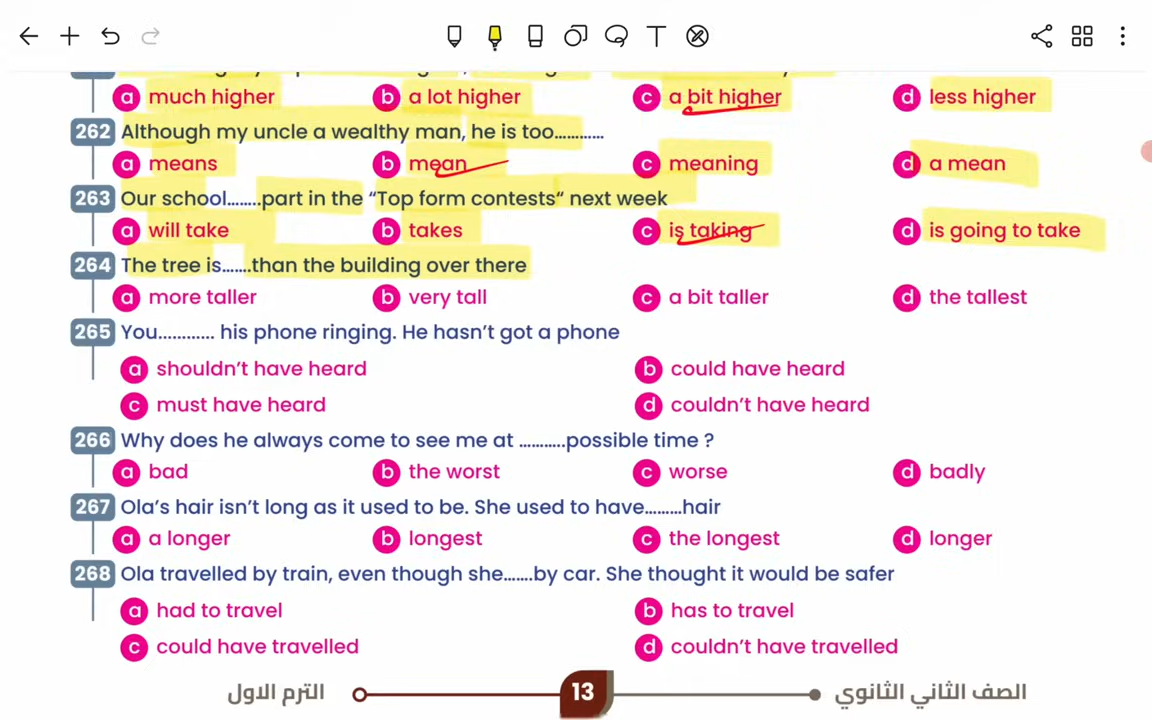 a much higher b a lot higher c a bit higher d less higher
262 Although my uncle a wealthy man, he is too............
a means b mean c meaning d a mean
263 Our school.......part in the “Top form contests“ next week
a will take b takes c is taking d is going to take
264 The tree is.......than the building over there
a more taller b very tall c a bit taller d the tallest
265 You............ his phone ringing. He hasn’t got a phone
a shouldn’t have heard b could have heard
c must have heard d couldn’t have heard
266 Why does he always come to see me at ...........possible time ?
a bad b the worst c worse d badly
267 Ola’s hair isn’t long as it used to be. She used to have.........hair
a a longer b longest c the longest d longer
268 Ola travelled by train, even though she.......by car. She thought it would be safer
a had to travel b has to travel
c could have travelled d couldn’t have travelled
الترم الاول 13 الصف الثاني الثانوي